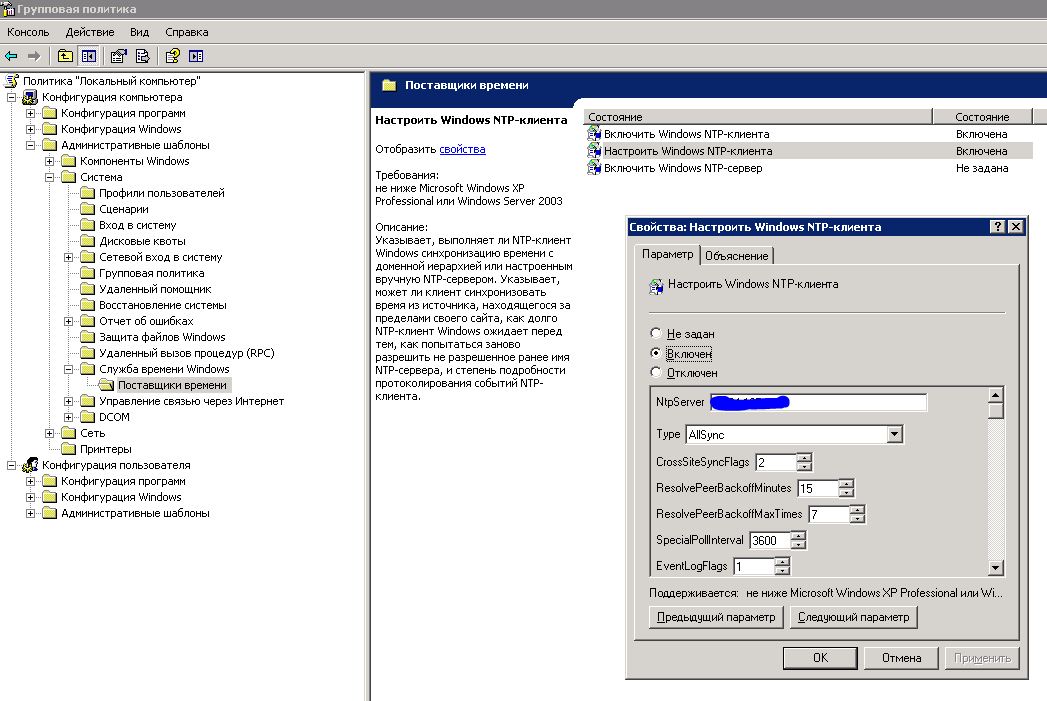 Групповая политика
Консоль Действие Вид Справка
Политика "Локальный компьютер"
Конфигурация компьютера
Конфигурация программ
Конфигурация Windows
Административные шаблоны
Компоненты Windows
Система
Профили пользователей
Сценарии
Вход в систему
Дисковые квоты
Сетевой вход в систему
Групповая политика
Удаленный помощник
Восстановление системы
Отчет об ошибках
Защита файлов Windows
Удаленный вызов процедур (RPC)
Служба времени Windows
Поставщики времени
Управление связью через Интернет
DCOM
Сеть
Принтеры
Конфигурация пользователя
Конфигурация программ
Конфигурация Windows
Административные шаблоны
Поставщики времени
Настроить Windows NTP-клиента
Отобразить свойства
Требования:
не ниже Microsoft Windows XP
Professional или Windows Server 2003
Описание:
Указывает, выполняет ли NTP-клиент
Windows синхронизацию времени с
доменной иерархией или настроенным
вручную NTP-сервером. Указывает,
может ли клиент синхронизовать
время из источника, находящегося за
пределами своего сайта, как долго
NTP-клиент Windows ожидает перед
тем, как попытаться заново
разрешить не разрешенное ранее имя
NTP-сервера, и степень подробности
протоколирования событий NTP-
клиента.
Состояние Состояние
Включить Windows NTP-клиента Включена
Настроить Windows NTP-клиента Включена
Включить Windows NTP-сервер Не задана
Свойства: Настроить Windows NTP-клиента
Параметр Объяснение
Настроить Windows NTP-клиента
Не задан
Включен
Отключен
NtpServer
Type AllSync
CrossSiteSyncFlags 2
ResolvePeerBackoffMinutes 15
ResolvePeerBackoffMaxTimes 7
SpecialPollInterval 3600
EventLogFlags 1
Поддерживается: не ниже Microsoft Windows XP Professional или Wi...
Предыдущий параметр Следующий параметр
OK Отмена Применить